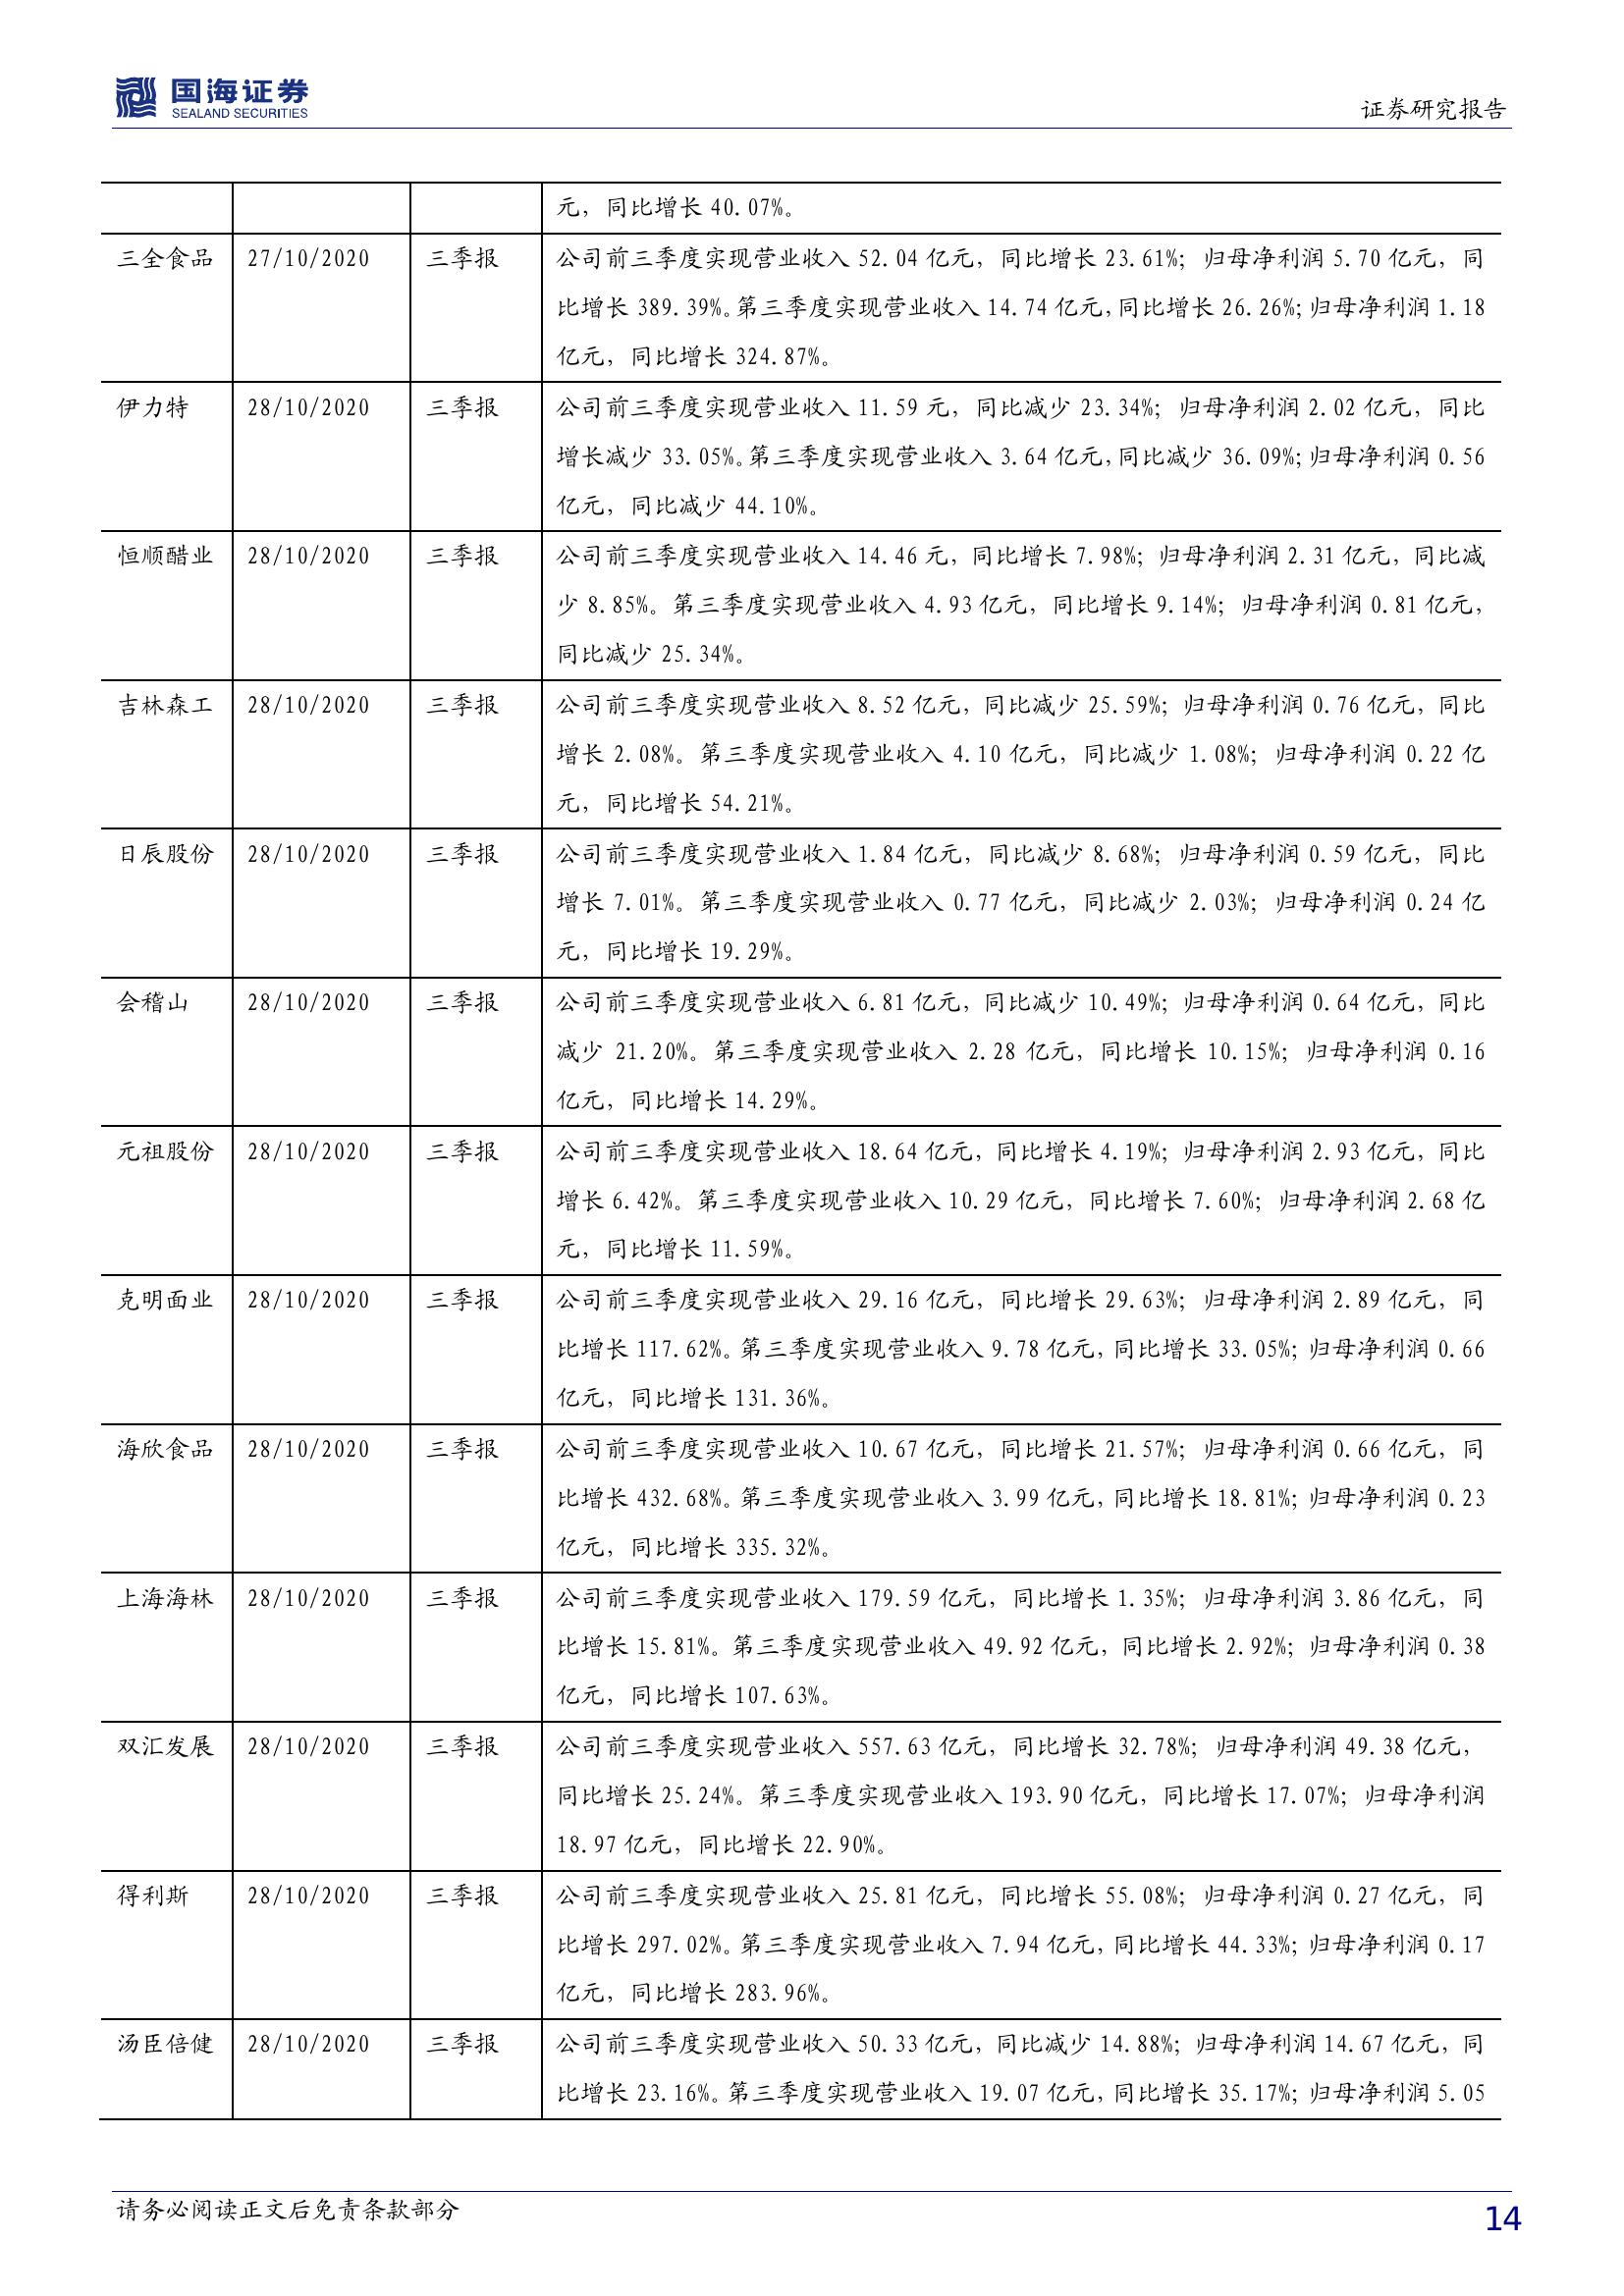 国海证券
SEALAND SECURITIES
证券研究报告
元，同比增长 40.07%。
三全食品 27/10/2020 三季报 公司前三季度实现营业收入 52.04 亿元，同比增长 23.61%；归母净利润 5.70 亿元，同
比增长 389.39%。第三季度实现营业收入 14.74 亿元，同比增长 26.26%；归母净利润 1.18
亿元，同比增长 324.87%。
伊力特 28/10/2020 三季报 公司前三季度实现营业收入 11.59 元，同比减少 23.34%；归母净利润 2.02 亿元，同比
增长减少 33.05%。第三季度实现营业收入 3.64 亿元，同比减少 36.09%；归母净利润 0.56
亿元，同比减少 44.10%。
恒顺醋业 28/10/2020 三季报 公司前三季度实现营业收入 14.46 元，同比增长 7.98%；归母净利润 2.31 亿元，同比减
少 8.85%。第三季度实现营业收入 4.93 亿元，同比增长 9.14%；归母净利润 0.81 亿元，
同比减少 25.34%。
吉林森工 28/10/2020 三季报 公司前三季度实现营业收入 8.52 亿元，同比减少 25.59%；归母净利润 0.76 亿元，同比
增长 2.08%。第三季度实现营业收入 4.10 亿元，同比减少 1.08%；归母净利润 0.22 亿
元，同比增长 54.21%。
日辰股份 28/10/2020 三季报 公司前三季度实现营业收入 1.84 亿元，同比减少 8.68%；归母净利润 0.59 亿元，同比
增长 7.01%。第三季度实现营业收入 0.77 亿元，同比减少 2.03%；归母净利润 0.24 亿
元，同比增长 19.29%。
会稽山 28/10/2020 三季报 公司前三季度实现营业收入 6.81 亿元，同比减少 10.49%；归母净利润 0.64 亿元，同比
减少 21.20%。第三季度实现营业收入 2.28 亿元，同比增长 10.15%；归母净利润 0.16
亿元，同比增长 14.29%。
元祖股份 28/10/2020 三季报 公司前三季度实现营业收入 18.64 亿元，同比增长 4.19%；归母净利润 2.93 亿元，同比
增长 6.42%。第三季度实现营业收入 10.29 亿元，同比增长 7.60%；归母净利润 2.68 亿
元，同比增长 11.59%。
克明面业 28/10/2020 三季报 公司前三季度实现营业收入 29.16 亿元，同比增长 29.63%；归母净利润 2.89 亿元，同
比增长 117.62%。第三季度实现营业收入 9.78 亿元，同比增长 33.05%；归母净利润 0.66
亿元，同比增长 131.36%。
海欣食品 28/10/2020 三季报 公司前三季度实现营业收入 10.67 亿元，同比增长 21.57%；归母净利润 0.66 亿元，同
比增长 432.68%。第三季度实现营业收入 3.99 亿元，同比增长 18.81%；归母净利润 0.23
亿元，同比增长 335.32%。
上海海林 28/10/2020 三季报 公司前三季度实现营业收入 179.59 亿元，同比增长 1.35%；归母净利润 3.86 亿元，同
比增长 15.81%。第三季度实现营业收入 49.92 亿元，同比增长 2.92%；归母净利润 0.38
亿元，同比增长 107.63%。
双汇发展 28/10/2020 三季报 公司前三季度实现营业收入 557.63 亿元，同比增长 32.78%；归母净利润 49.38 亿元，
同比增长 25.24%。第三季度实现营业收入 193.90 亿元，同比增长 17.07%；归母净利润
18.97 亿元，同比增长 22.90%。
得利斯 28/10/2020 三季报 公司前三季度实现营业收入 25.81 亿元，同比增长 55.08%；归母净利润 0.27 亿元，同
比增长 297.02%。第三季度实现营业收入 7.94 亿元，同比增长 44.33%；归母净利润 0.17
亿元，同比增长 283.96%。
汤臣倍健 28/10/2020 三季报 公司前三季度实现营业收入 50.33 亿元，同比减少 14.88%；归母净利润 14.67 亿元，同
比增长 23.16%。第三季度实现营业收入 19.07 亿元，同比增长 35.17%；归母净利润 5.05
请务必阅读正文后免责条款部分
14